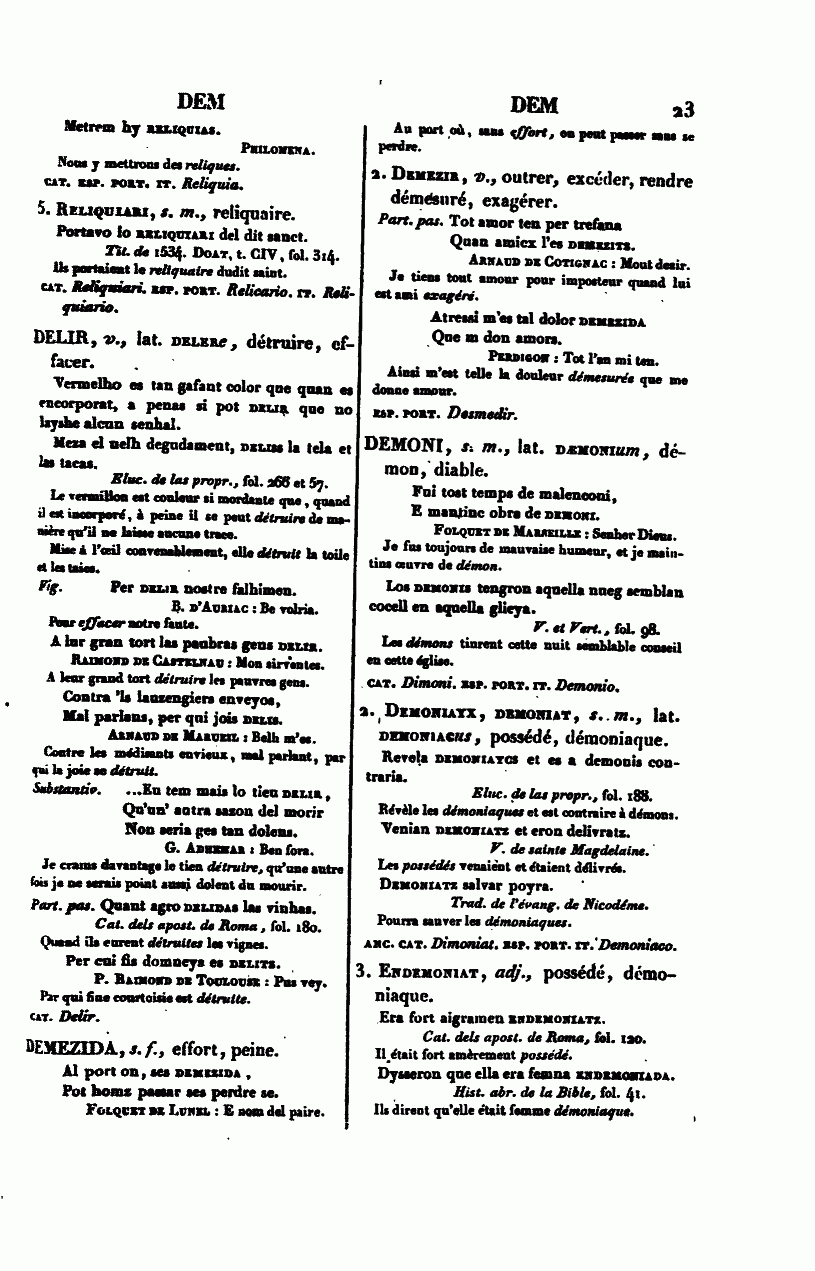 DEM
Metrem hy RELIQUIAS.
PHILOMENA.
Nous y mettrons des reliques.
CAT. ESP. PORT. IT. Reliquia.
5. RELIQUIARI, s. m., reliquaire.
Portavo lo RELIQUIARI del dit sanct.
Tit. de 1534. DOAT, t. CIV, fol. 314.
Ils portaient le reliquaire dudit saint.
CAT. Reliquiari. ESP. PORT. Relicario. IT. Reli-
quiario.
DELIR, v., lat. DELERe, détruire, ef-
facer.
Vermelho es tan gafant color que quan es
encorporat, a penas si pot DELIR que no
layshe alcun senhal.
Meza el uelh degudament, DELISS la tela et
las tacas.
Eluc. de las propr., fol. 266 et 57.
Le vermillon est couleur si mordante que, quand
il est incorporé, à peine il se peut détruire de ma-
nière qu'il ne laisse aucune trace.
Mise à l'œil convenablement, elle détruit la toile
et les taies.
Fig. Per DELIR nostre falhimen.
B. D'AURIAC : Be volria.
Pour effacer notre faute.
A lur gran tort las paubras gens DELIR.
RAIMOND DE CASTELNAU : Mon sirventes.
A leur grand tort détruire les pauvres gens.
Contra 'ls lauzengiers enveyos,
Mal parlans, per qui jois DELIS.
ARNAUD DE MARUEIL : Belh m'es.
Contre les médisants envieux, mal parlant, par
qui la joie se détruit.
Substantiv. ...Eu tem mais lo tieu DELIR,
Qu'un' autra sazon del morir
Non seria ges tan dolens.
G. ADHEMAR : Ben fora.
Je crains davantage le tien détruire, qu'une autre
fois je ne serais point aussi dolent du mourir.
Part. pas. Quant agro DELIDAS las vinhas.
Cat. dels apost. de Roma, fol. 180.
Quand ils eurent détruites les vignes.
Per cui fis domneys es DELITS.
P. RAIMOND DE TOULOUSE : Pus vey.
Par qui fine courtoisie est détruite.
CAT. Delir.
DEMEZIDA, s. f., effort, peine.
Al port on, ses DEMEZIDA,
Pot homz passar ses perdre se.
FOLQUET DE LUNEL : E nom del paire.
DEM 23
Au port où, sans effort, on peut passer sans se
perdre.
2. DEMEZIR, v., outrer, excéder, rendre
démésuré, exagérer.
Part. pas. Tot amor ten per trefana
Quan amicx l'es DEMEZITS.
ARNAUD DE COTIGNAC : Mout desir.
Je tiens tout amour pour imposteur quand lui
est ami exagéré.
Atressi m'es tal dolor DEMEZIDA
Que m don amors.
PERDIGON : Tot l'an mi ten.
Ainsi m'est telle la douleur démesurée que me
donne amour.
ESP. PORT. Desmedir.
DEMONI, s. m., lat. DÆMONIum, dé-
mon, diable.
Fui tost temps de malenconi,
E mantinc obra de DEMONI.
FOLQUET DE MARSEILLE : Senher Dieus.
Je fus toujours de mauvaise humeur, et je main-
tins œuvre de démon.
Los DEMONIS tengron aquella nueg semblan
cocell en aquella glieya.
V. et Vert., fol. 98.
Les démons tinrent cette nuit semblable conseil
en cette église.
CAT. Dimoni. ESP. PORT. IT. Demonio.
2. DEMONIAYX, DEMONIAT, s. m., lat.
DEMONIACus, possédé, démoniaque.
Revela DEMONIAYCS et es a demonis con-
traria.
Eluc. de las propr., fol. 188.
Révèle les démoniaques et est contraire à démons.
Venian DEMONIATZ et eron delivratz.
V. de sainte Magdelaine.
Les possédés venaient et étaient délivrés.
DEMONIATZ salvar poyra.
Trad. de l'évang. de Nicodéme.
Pourra sauver les démoniaques.
ANC. CAT. Dimoniat. ESP. PORT. IT. Demoniaco.
3. ENDEMONIAT, adj., possédé, démo-
niaque.
Era fort aigramen ENDEMONIATZ.
Cat. dels apost. de Roma, fol. 120.
Il était fort amèrement possédé.
Dysseron que ella era femna ENDEMONIADA.
Hist. abr. de la Bible, fol. 41.
Ils dirent qu'elle était femme démoniaque.